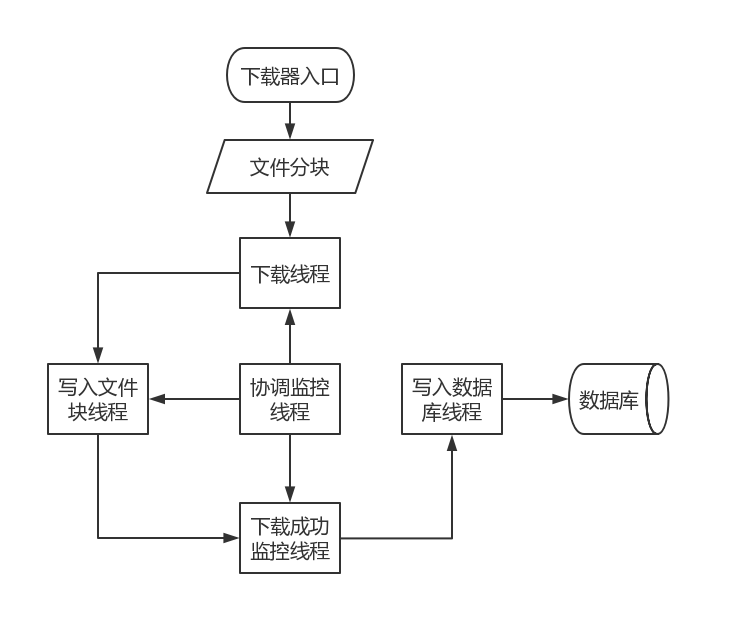 下载器入口
文件分块
下载线程
写入文件
块线程
协调监控
线程
写入数据
库线程
数据库
下载成功
监控线程